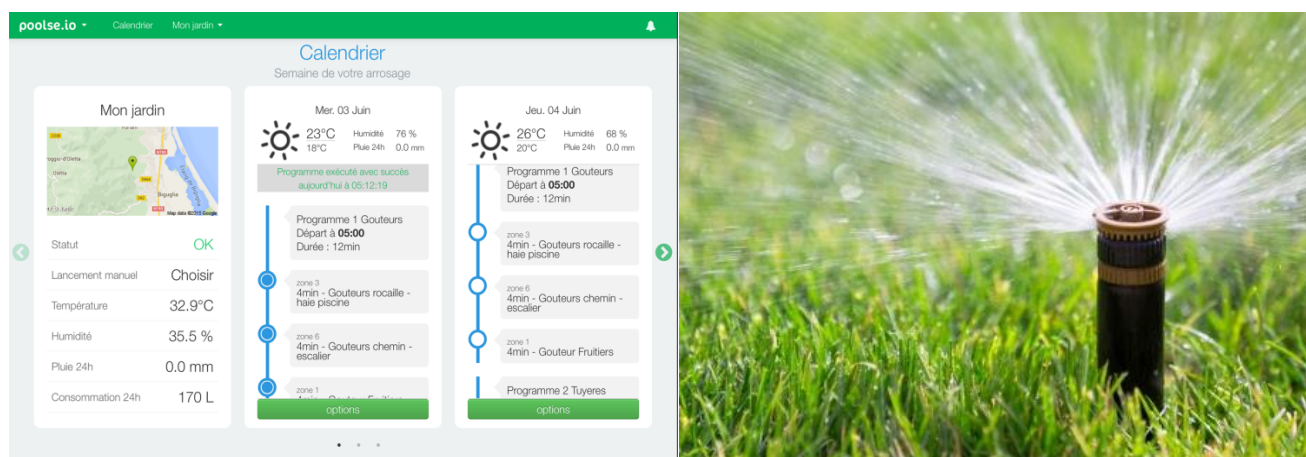 poolse.io
Calendrier
Mon jardin
Calendrier
Semaine de votre arrosage
Mon jardin
Oletta
Biguglia
Map data ©2015 Google
Statut OK
Lancement manuel Choisir
Température 32.9°C
Humidité 35.5 %
Pluie 24h 0.0 mm
Consommation 24h 170 L
Mer. 03 Juin
23°C Humidité 76 %
18°C Pluie 24h 0.0 mm
Programme exécuté avec succès
aujourd'hui à 05:12:19
Programme 1 Gouteurs
Départ à 05:00
Durée : 12min
zone 3
4min - Gouteurs rocaille -
haie piscine
zone 6
4min - Gouteurs chemin -
escalier
zone 1
options
Jeu. 04 Juin
26°C Humidité 68 %
20°C Pluie 24h 0.0 mm
Programme 1 Gouteurs
Départ à 05:00
Durée : 12min
zone 3
4min - Gouteurs rocaille -
haie piscine
zone 6
4min - Gouteurs chemin -
escalier
zone 1
4min - Gouteur Fruitiers
Programme 2 Tuyeres
options